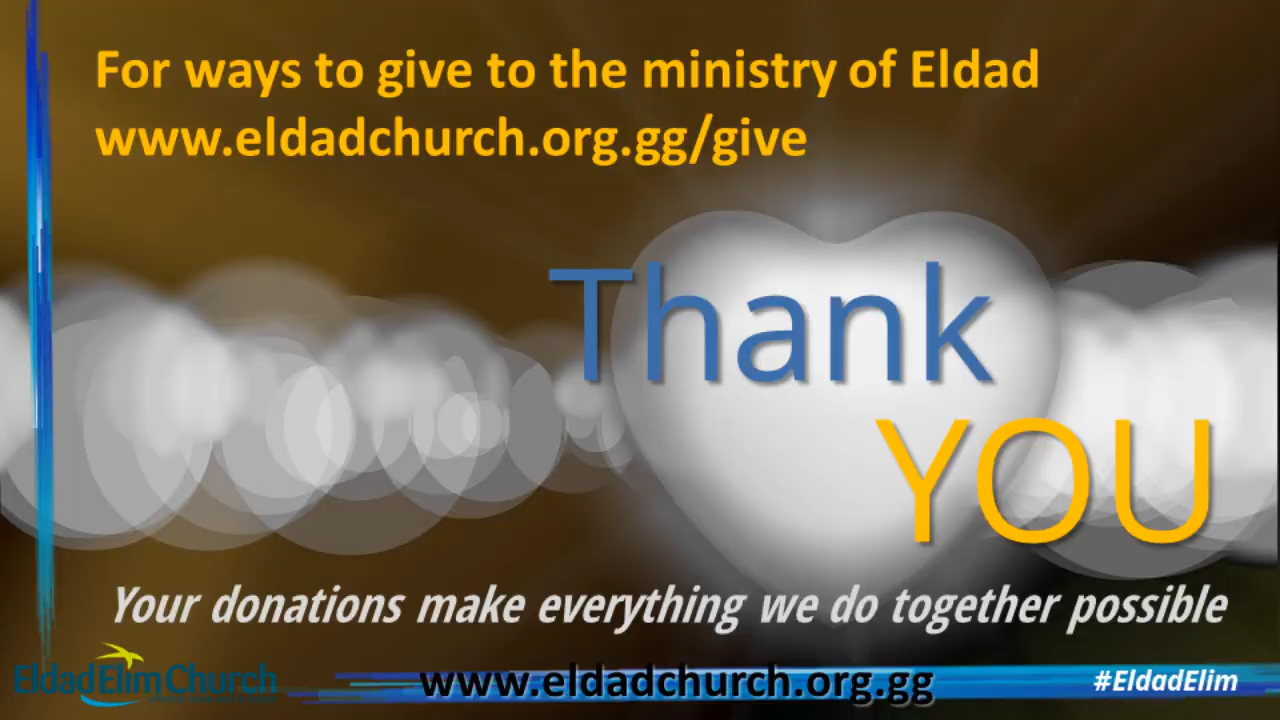 For ways to give to the ministry of Eldad
www.eldadchurch.org.gg/give
Thank
YOU
Your donations make everything we do together possible
EldadElimChurch
www.eldadchurch.org.gg
#EldadElim